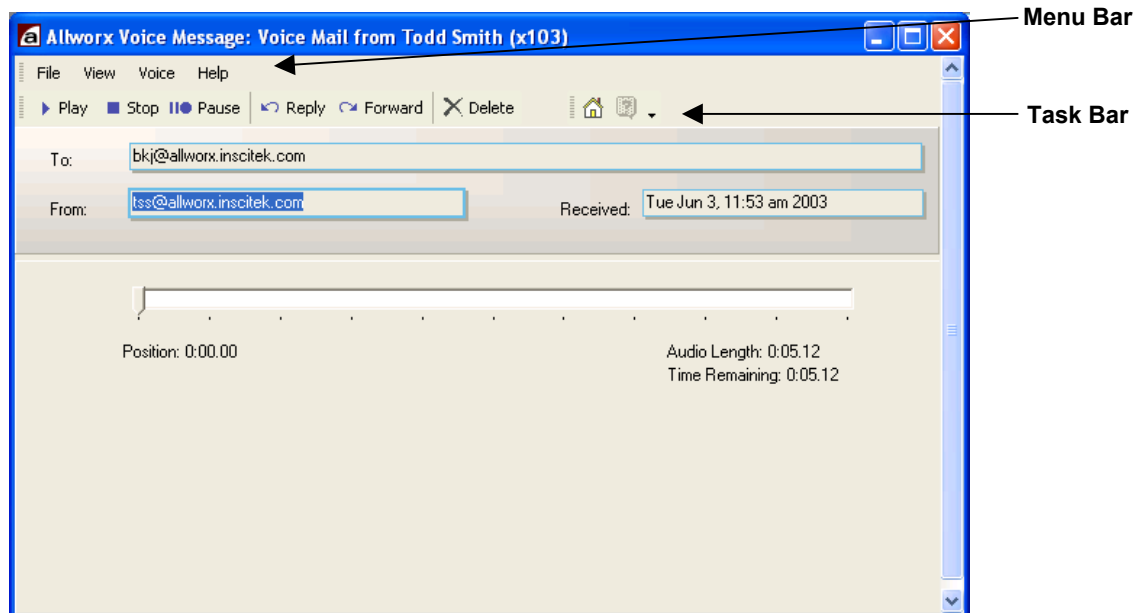 Menu Bar
Allworx Voice Message: Voice Mail from Todd Smith (x103)
File View Voice Help
Play Stop Pause Reply Forward Delete
Task Bar
To: bkj@allworx.inscitek.com
From: tss@allworx.inscitek.com Received: Tue Jun 3, 11:53 am 2003
Position: 0:00.00 Audio Length: 0:05.12
Time Remaining: 0:05.12